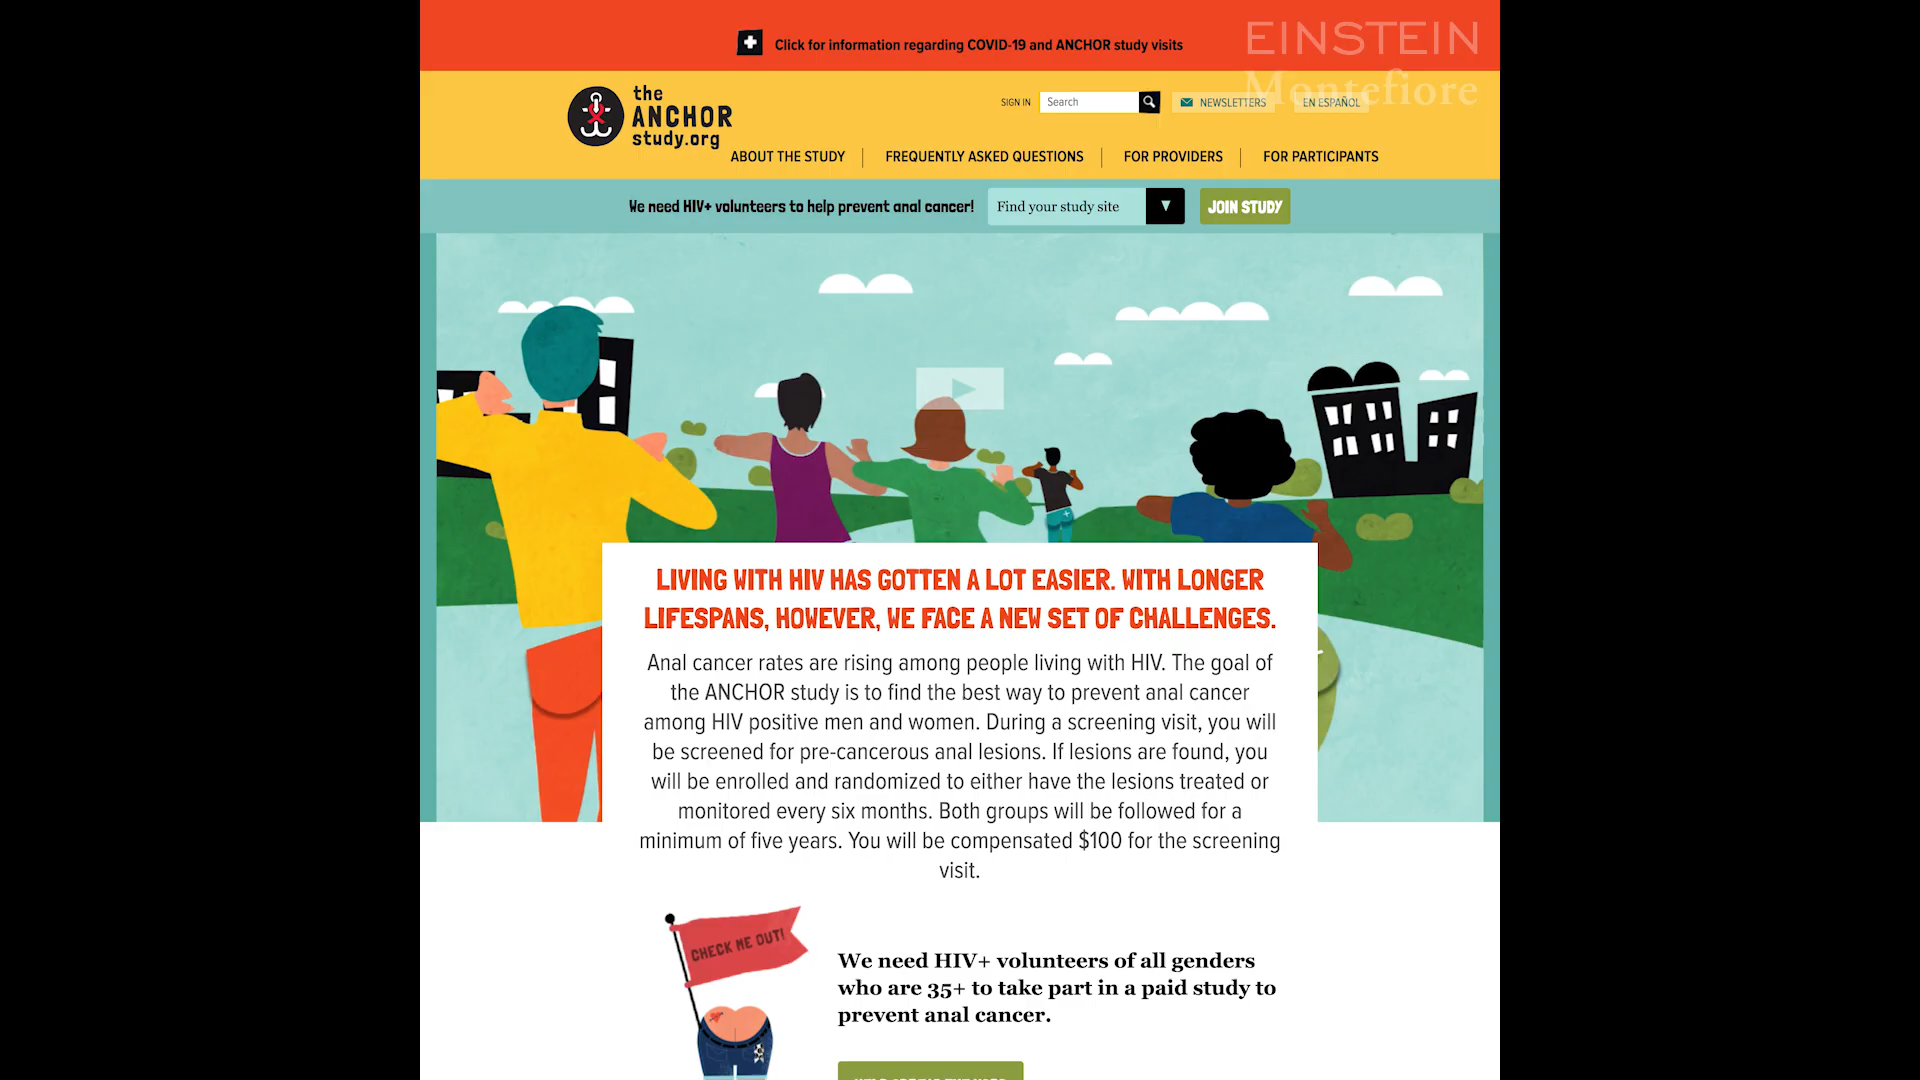 Click for information regarding COVID-19 and ANCHOR study visits
EINSTEIN
Montefiore
the
ANCHOR
study.org
SIGN IN
Search
NEWSLETTERS
EN ESPAÑOL
ABOUT THE STUDY
FREQUENTLY ASKED QUESTIONS
FOR PROVIDERS
FOR PARTICIPANTS
We need HIV+ volunteers to help prevent anal cancer!
Find your study site
JOIN STUDY
LIVING WITH HIV HAS GOTTEN A LOT EASIER. WITH LONGER
LIFESPANS, HOWEVER, WE FACE A NEW SET OF CHALLENGES.
Anal cancer rates are rising among people living with HIV. The goal of
the ANCHOR study is to find the best way to prevent anal cancer
among HIV positive men and women. During a screening visit, you will
be screened for pre-cancerous anal lesions. If lesions are found, you
will be enrolled and randomized to either have the lesions treated or
monitored every six months. Both groups will be followed for a
minimum of five years. You will be compensated $100 for the screening
visit.
CHECK ME OUT!
We need HIV+ volunteers of all genders
who are 35+ to take part in a paid study to
prevent anal cancer.